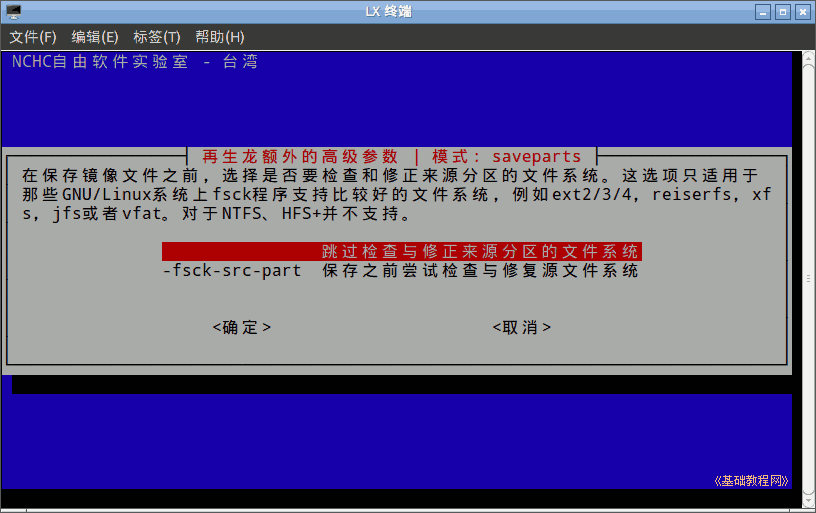 LX 终端
文件(F) 编辑(E) 标签(T) 帮助(H)
NCHC自由软件实验室 - 台湾
再生龙额外的高级参数 | 模式: saveparts
在保存镜像文件之前，选择是否要检查和修正来源分区的文件系统。这选项只适用于
那些GNU/Linux系统上fsck程序支持比较好的文件系统，例如ext2/3/4, reiserfs, xf
s, jfs或者vfat。对于NTFS、HFS+并不支持。
跳过检查与修正来源分区的文件系统
-fsck-src-part 保存之前尝试检查与修复源文件系统
<确定> <取消>
《基础教程网》